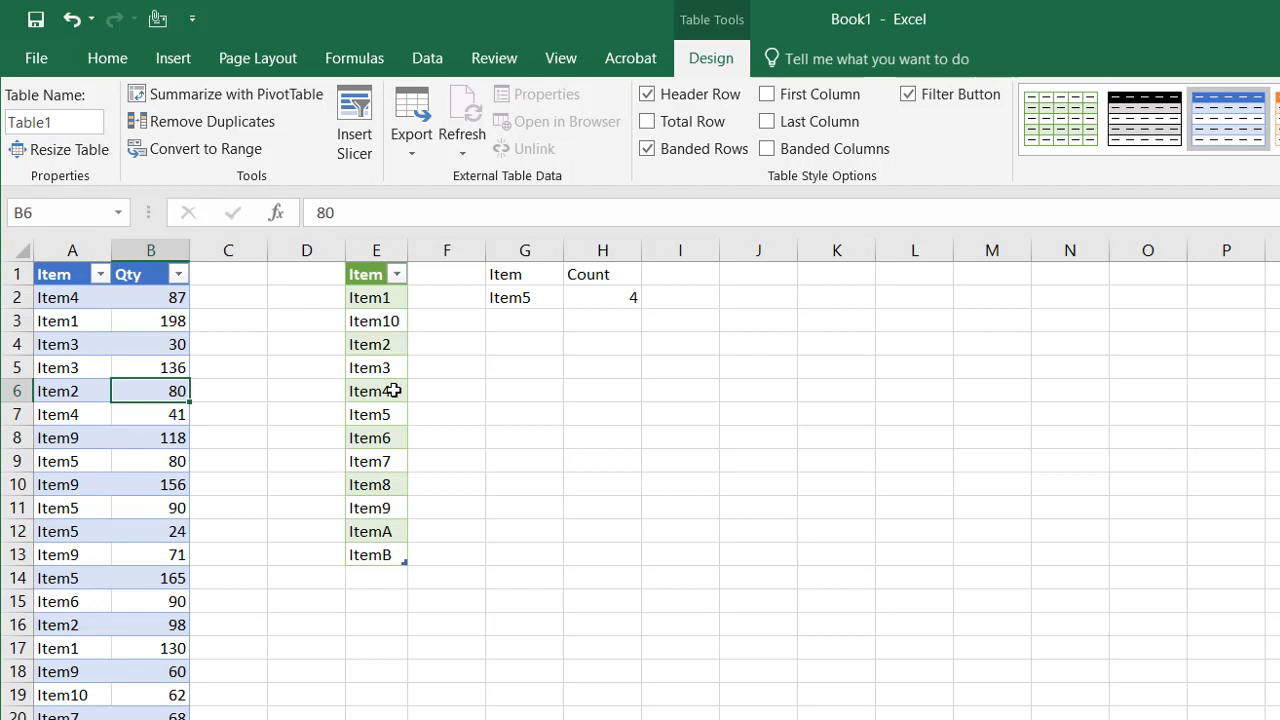 Table Tools
Book1 - Excel
File Home Insert Page Layout Formulas Data Review View Acrobat Design Tell me what you want to do
Table Name:
Table1
Resize Table
Properties
Summarize with PivotTable
Remove Duplicates
Convert to Range
Tools
Insert
Slicer
Export
Refresh
Properties
Open in Browser
Unlink
External Table Data
Header Row
Total Row
Banded Rows
First Column
Last Column
Banded Columns
Filter Button
Table Style Options
B6 fx 80
A B C D E F G H I J K L M N O P
1 Item Qty Item Item Count
2 Item4 87 Item1 Item5 4
3 Item1 198 Item10
4 Item3 30 Item2
5 Item3 136 Item3
6 Item2 80 Item4
7 Item4 41 Item5
8 Item9 118 Item6
9 Item5 80 Item7
10 Item9 156 Item8
11 Item5 90 Item9
12 Item5 24 ItemA
13 Item9 71 ItemB
14 Item5 165
15 Item6 90
16 Item2 98
17 Item1 130
18 Item9 60
19 Item10 62
20 Item7 68